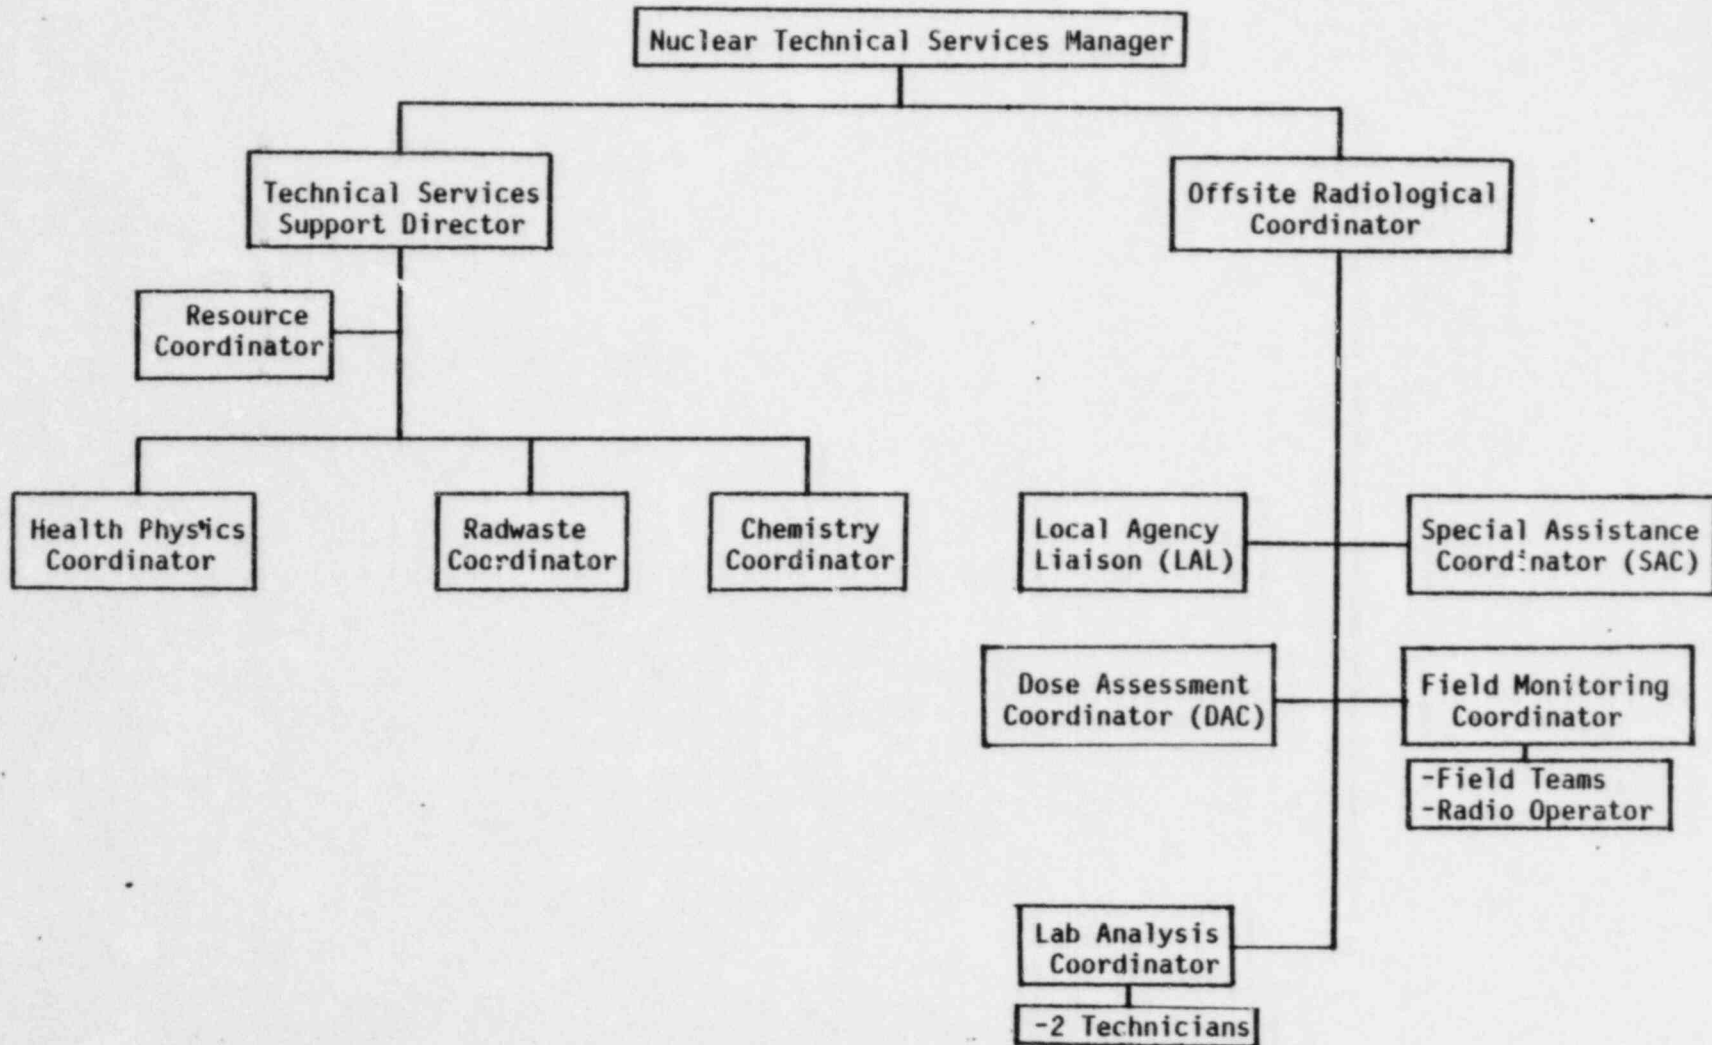 Nuclear Technical Services Manager
Technical Services
Support Director
Offsite Radiological
Coordinator
Resource
Coordinator
Health Physics
Coordinator
Radwaste
Coordinator
Chemistry
Coordinator
Local Agency
Liaison (LAL)
Special Assistance
Coordinator (SAC)
Dose Assessment
Coordinator (DAC)
Field Monitoring
Coordinator
-Field Teams
-Radio Operator
Lab Analysis
Coordinator
-2 Technicians